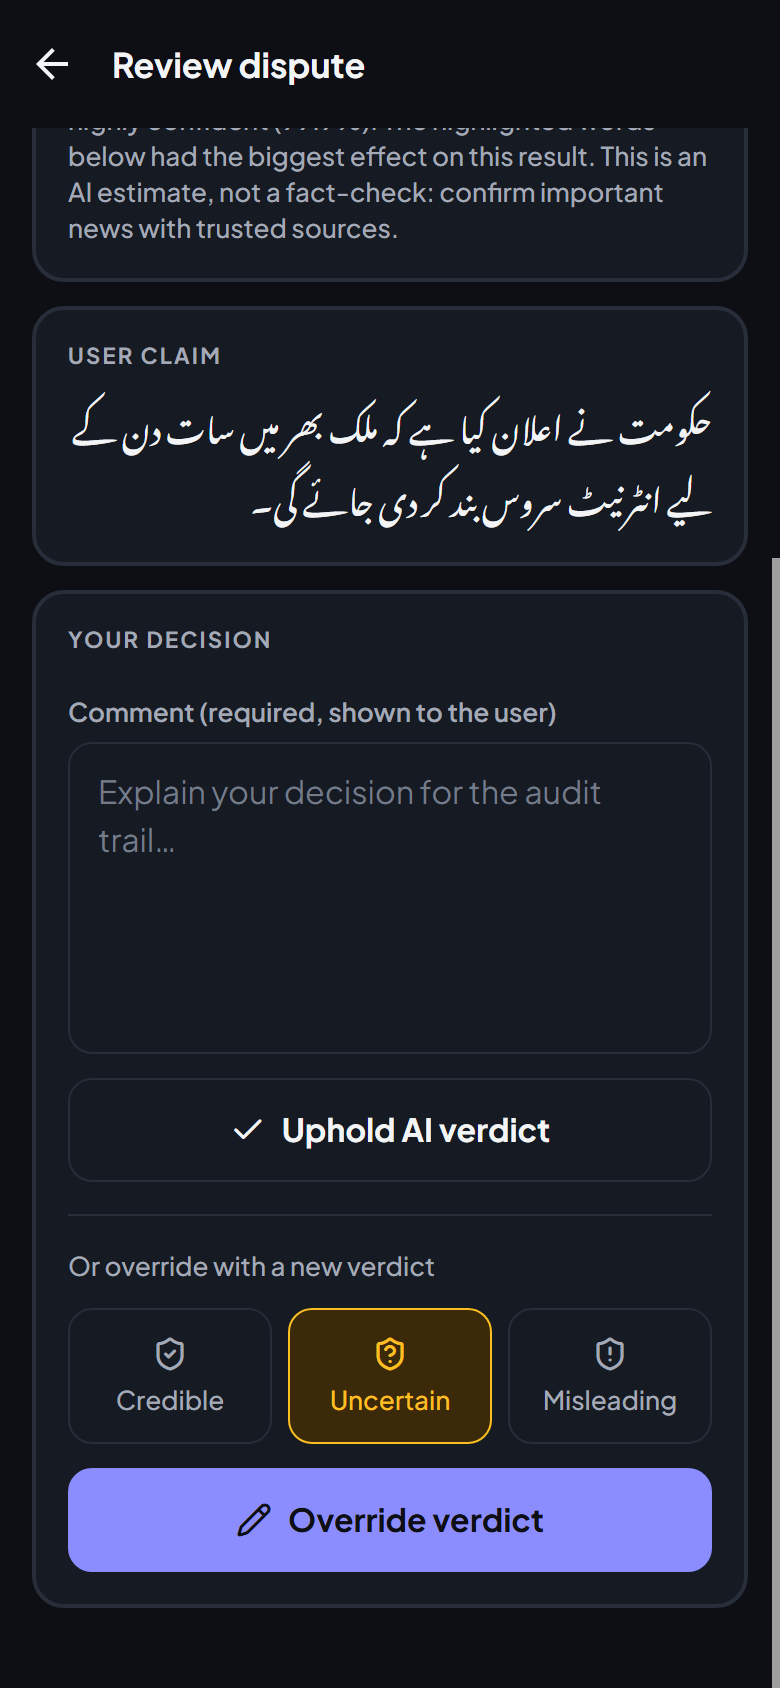 Review dispute
below had the biggest effect on this result. This is an
AI estimate, not a fact-check: confirm important
news with trusted sources.
USER CLAIM
حکومت نے اعلان کیا ہے کہ ملک بھر میں سات دن کے
لیے انٹرنیٹ سروس بند کر دی جائے گی۔
YOUR DECISION
Comment (required, shown to the user)
Explain your decision for the audit
trail...
Uphold AI verdict
Or override with a new verdict
Credible
Uncertain
Misleading
Override verdict